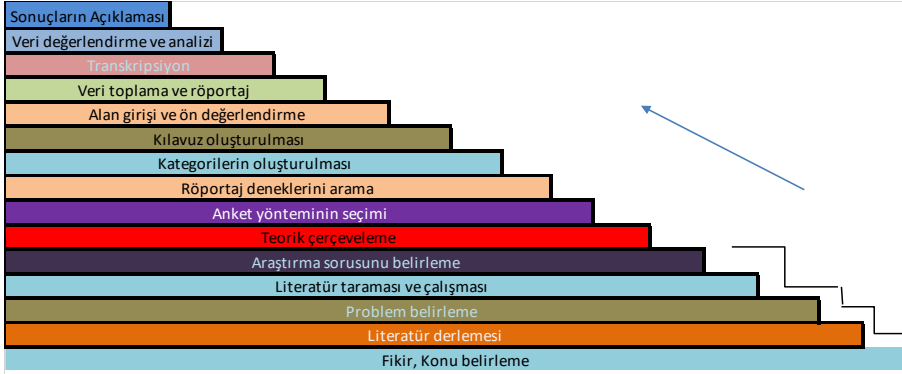 Sonuçların Açıklaması
Veri değerlendirme ve analizi
Transkripsiyon
Veri toplama ve röportaj
Alan girişi ve ön değerlendirme
Kılavuz oluşturulması
Kategorilerin oluşturulması
Röportaj deneklerini arama
Anket yönteminin seçimi
Teorik çerçeveleme
Araştırma sorusunu belirleme
Literatür taraması ve çalışması
Problem belirleme
Literatür derlemesi
Fikir, Konu belirleme